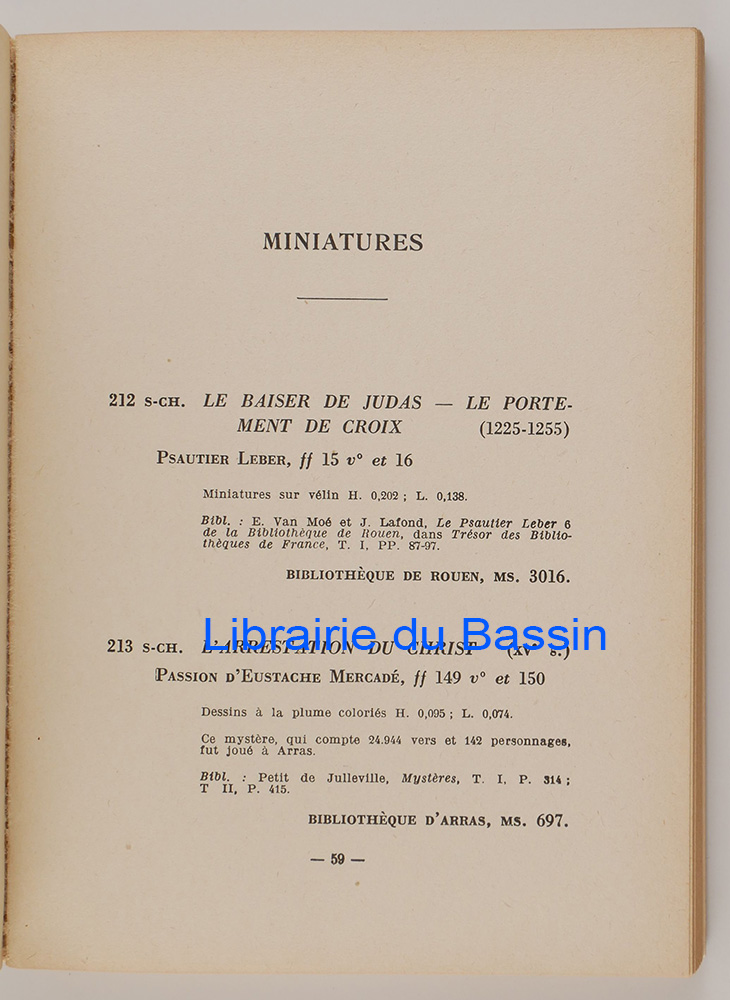 MINIATURES
212 S-CH. LE BAISER DE JUDAS — LE PORTE-
MENT DE CROIX (1225-1255)
PSAUTIER LEBER, ff 15 v° et 16
Miniatures sur vélin H. 0,202 ; L. 0,138.
Bibl. : E. Van Moé et J. Lafond, Le Psautier Leber 6
de la Bibliothèque de Rouen, dans Trésor des Biblio-
thèques de France, T. I, PP. 87-97.
BIBLIOTHÈQUE DE ROUEN, MS. 3016.
Librairie du Bassin
213 S-CH. L'ARRESTATION DU CHRIST (XVe s.)
PASSION D'EUSTACHE MERCADÉ, ff 149 v° et 150
Dessins à la plume coloriés H. 0,095 ; L. 0,074.
Ce mystère, qui compte 24.944 vers et 142 personnages,
fut joué à Arras.
Bibl. : Petit de Julleville, Mystères, T. I, P. 314 ;
T II, P. 415.
BIBLIOTHÈQUE D'ARRAS, MS. 697.
— 59 —